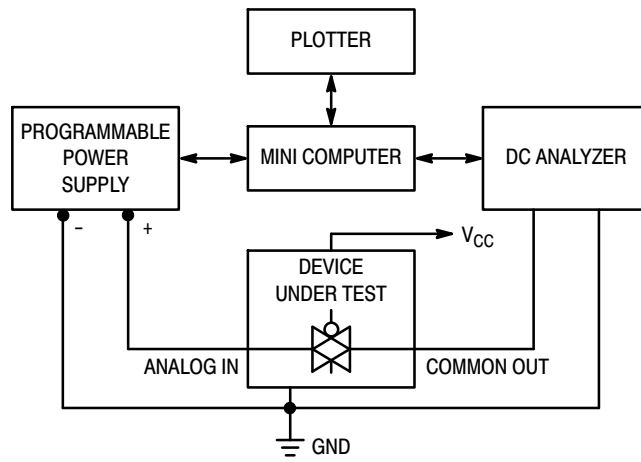 PLOTTER
PROGRAMMABLE
POWER
SUPPLY
MINI COMPUTER
DC ANALYZER
− +
VCC
DEVICE
UNDER TEST
ANALOG IN
COMMON OUT
GND